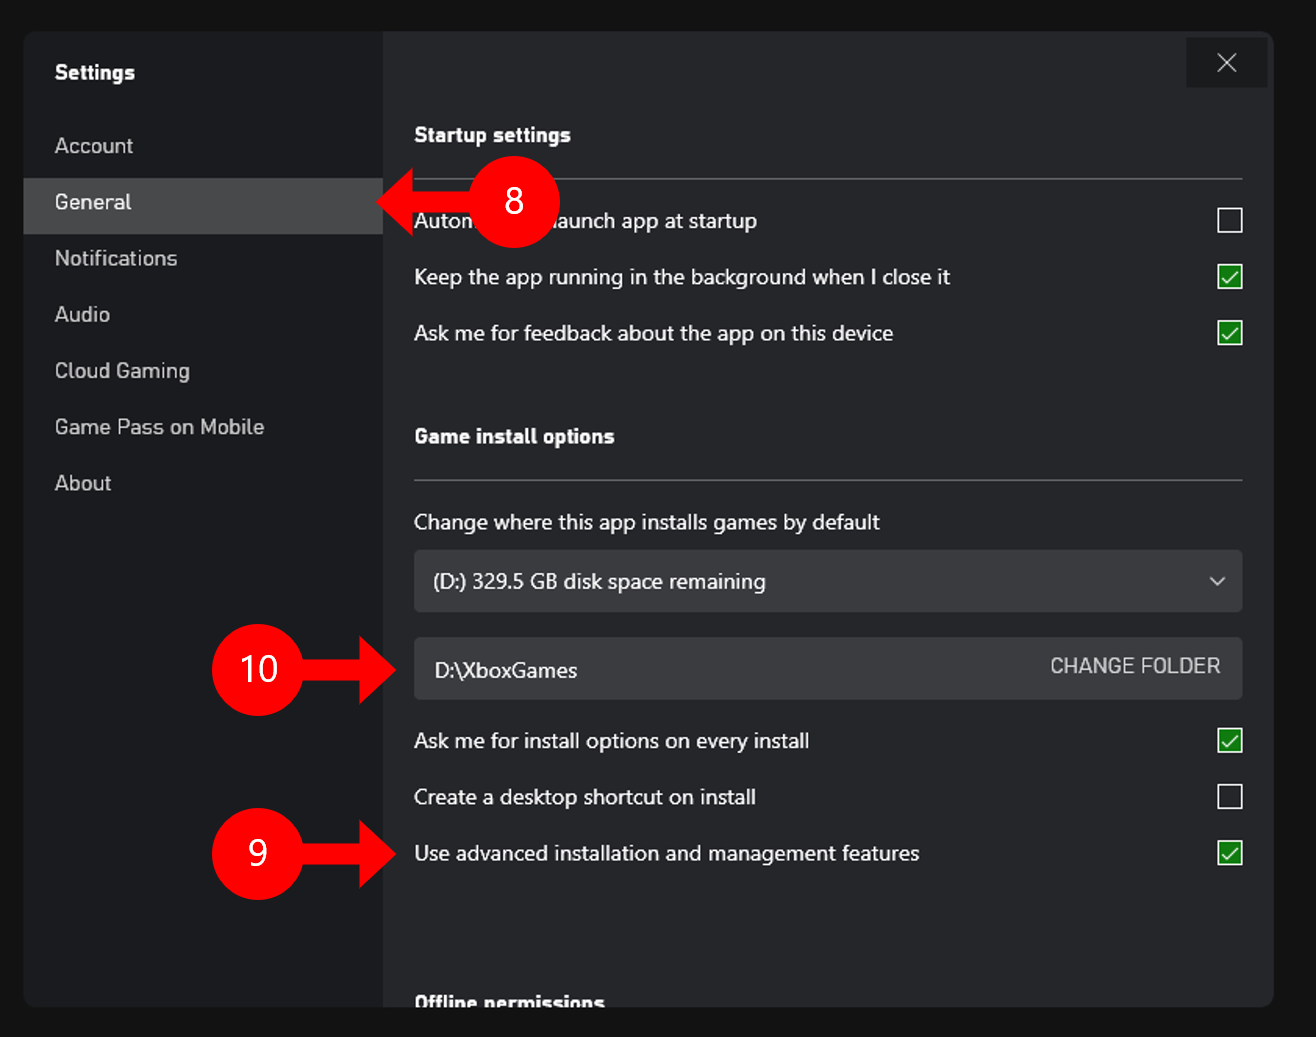 Settings
Account
General
Notifications
Audio
Cloud Gaming
Game Pass on Mobile
About
Startup settings
8
launch app at startup
Keep the app running in the background when I close it
Ask me for feedback about the app on this device
Game install options
Change where this app installs games by default
(D:) 329.5 GB disk space remaining
10
D:\XboxGames
CHANGE FOLDER
Ask me for install options on every install
Create a desktop shortcut on install
9
Use advanced installation and management features
Offline permissions